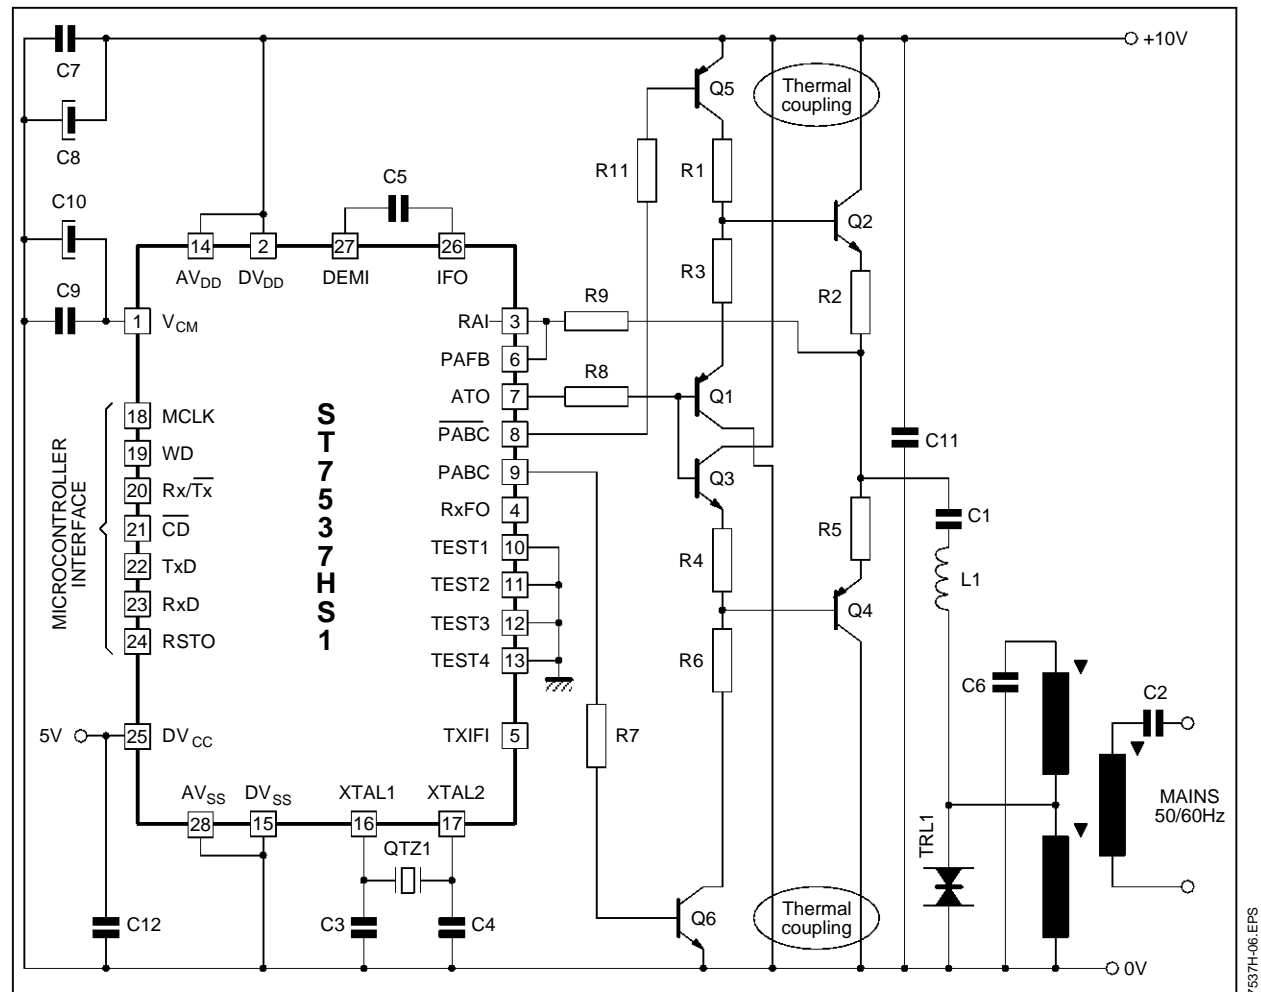 +10V
C7
C8
C10
C9
C5
14
2
27
26
AVDD
DVDD
DEMI
IFO
1
VCM
RAI
3
PAFB
6
ATO
7
PABC
8
PABC
9
RxFO
4
TEST1
10
TEST2
11
TEST3
12
TEST4
13
TXIFI
5
MICROCONTROLLER
INTERFACE
18
MCLK
19
WD
20
Rx/Tx
21
CD
22
TxD
23
RxD
24
RSTO
ST7537HS1
5V
25
DVCC
AVSS
DVSS
XTAL1
XTAL2
28
15
16
17
QTZ1
C12
C3
C4
R9
R8
R11
R7
Q5
R1
R3
Q1
Q3
R4
R6
Q6
Thermal
coupling
Q2
R2
R5
Q4
Thermal
coupling
C11
C1
L1
C6
C2
TRL1
MAINS
50/60Hz
0V
7537H-06.EPS